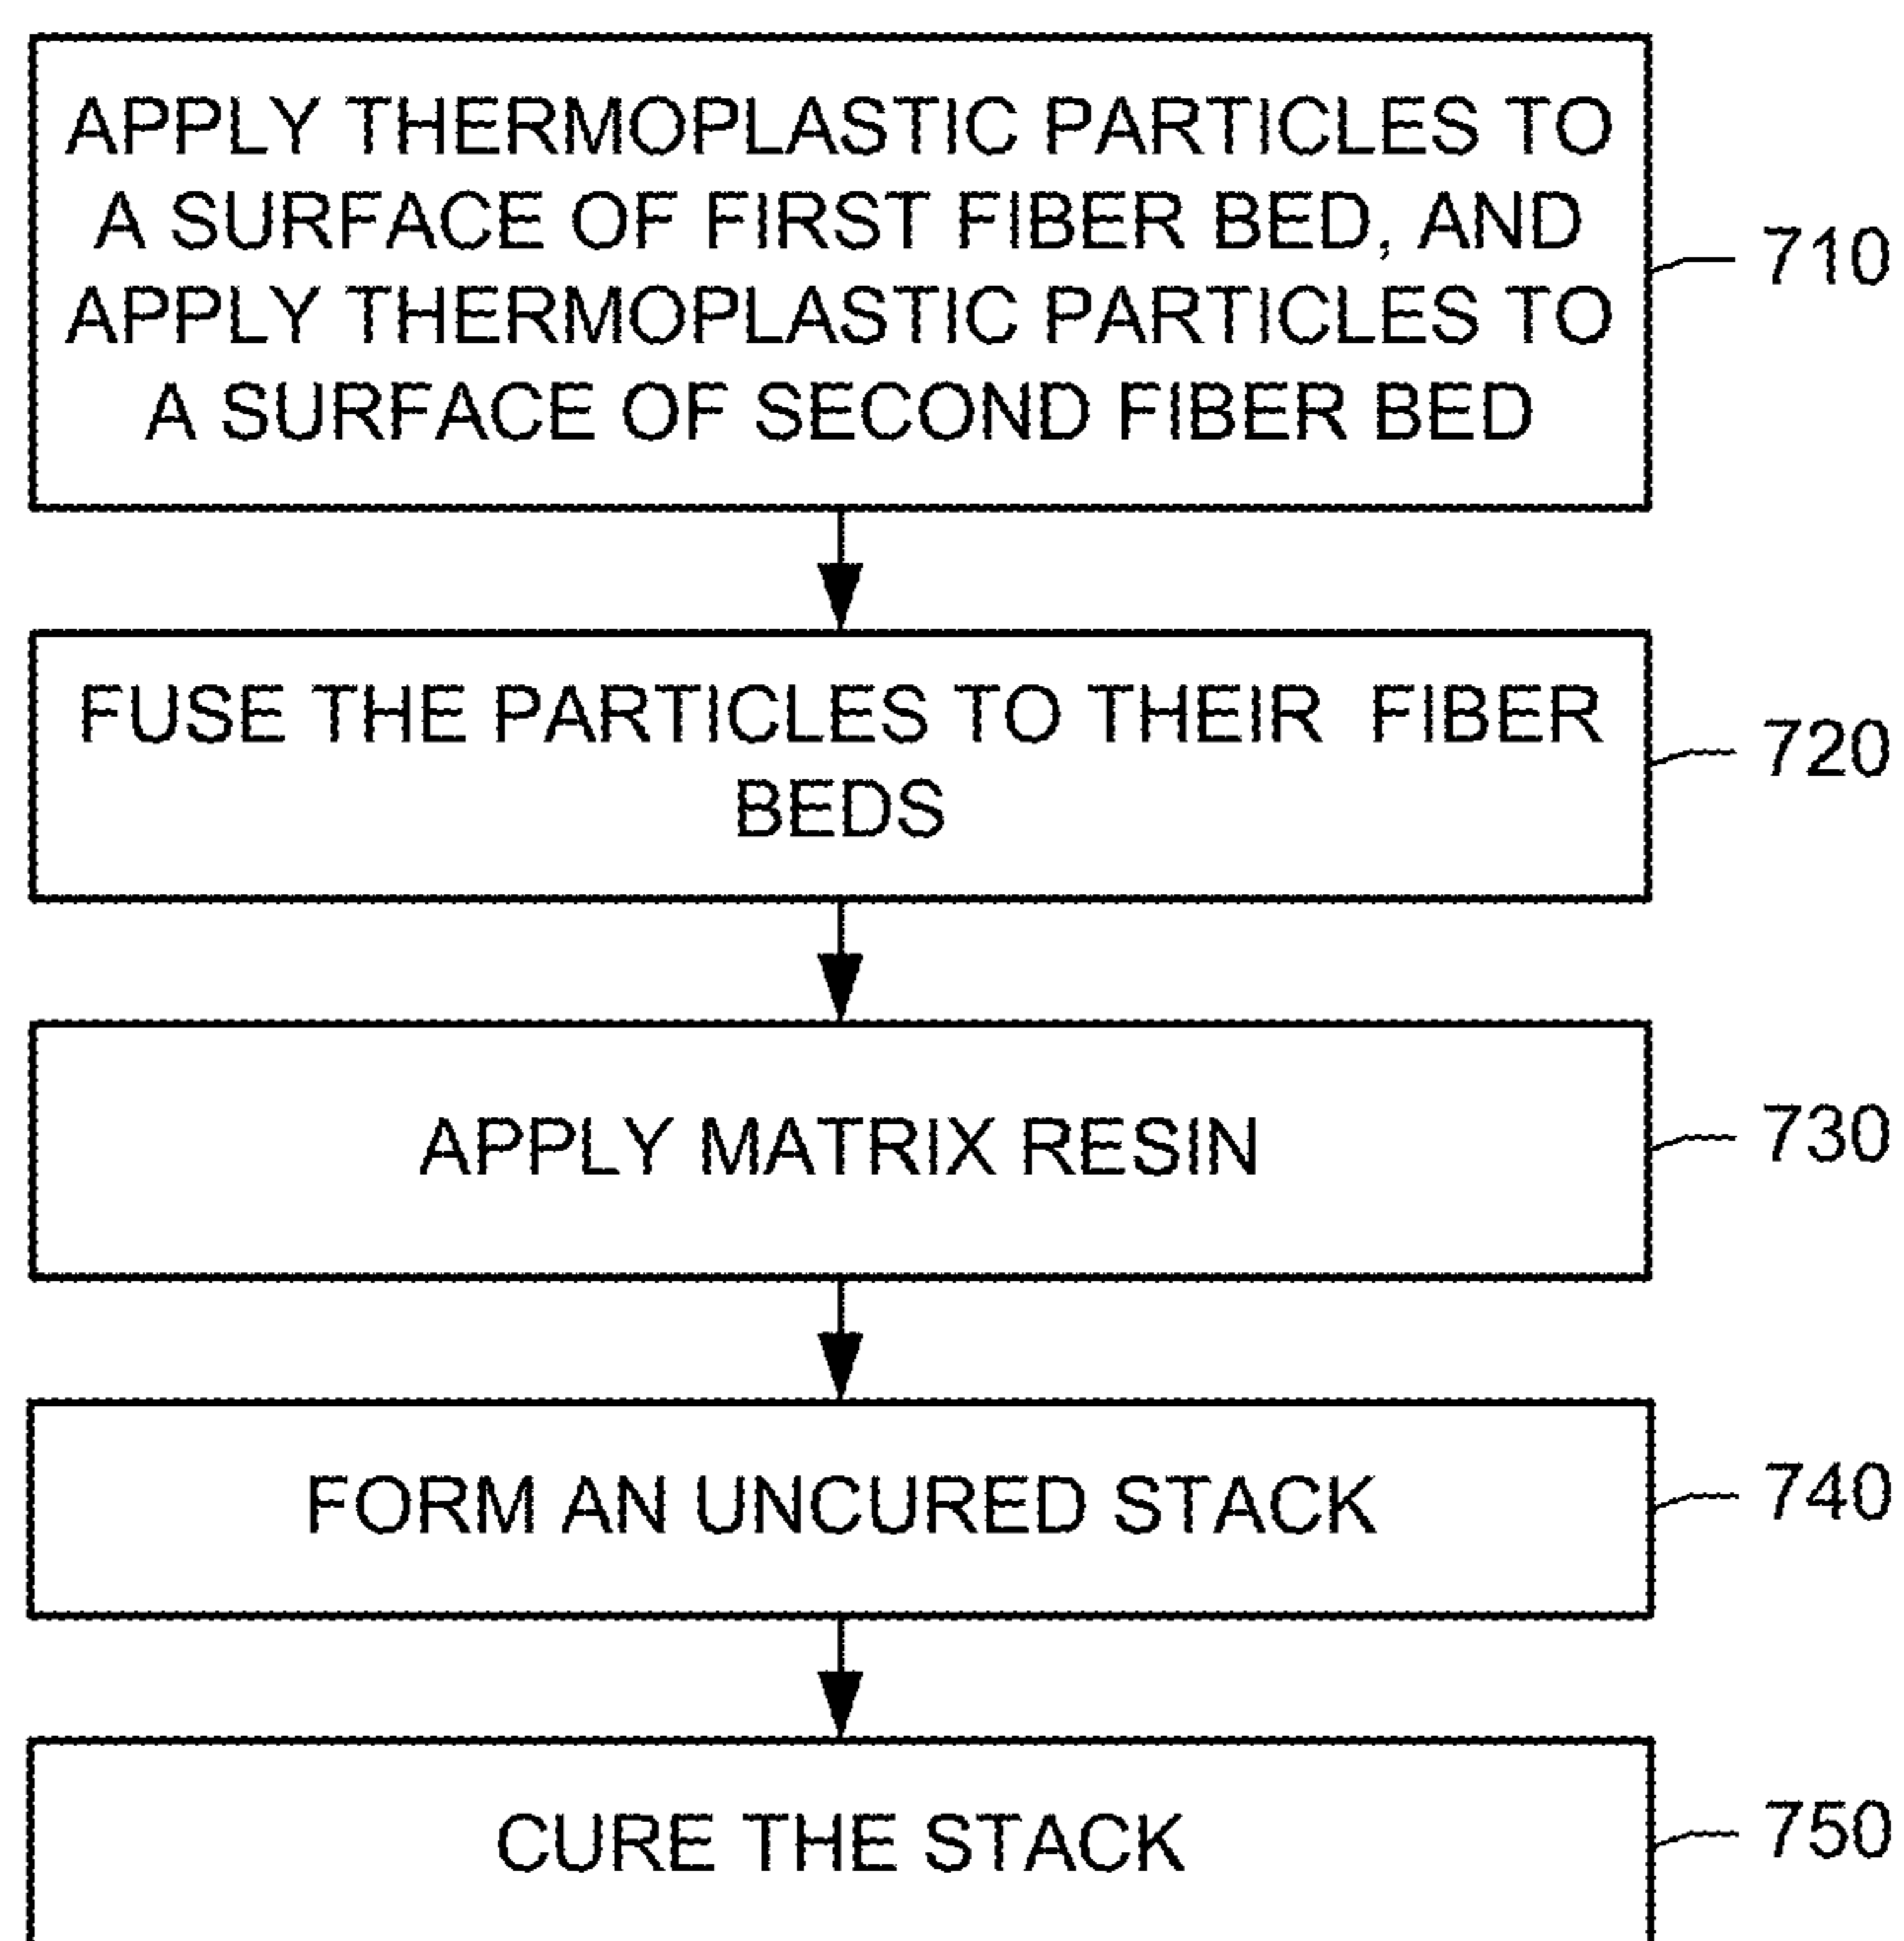 APPLY THERMOPLASTIC PARTICLES TO
A SURFACE OF FIRST FIBER BED, AND
APPLY THERMOPLASTIC PARTICLES TO
A SURFACE OF SECOND FIBER BED
710
FUSE THE PARTICLES TO THEIR FIBER
BEDS
720
APPLY MATRIX RESIN
730
FORM AN UNCURED STACK
740
CURE THE STACK
750